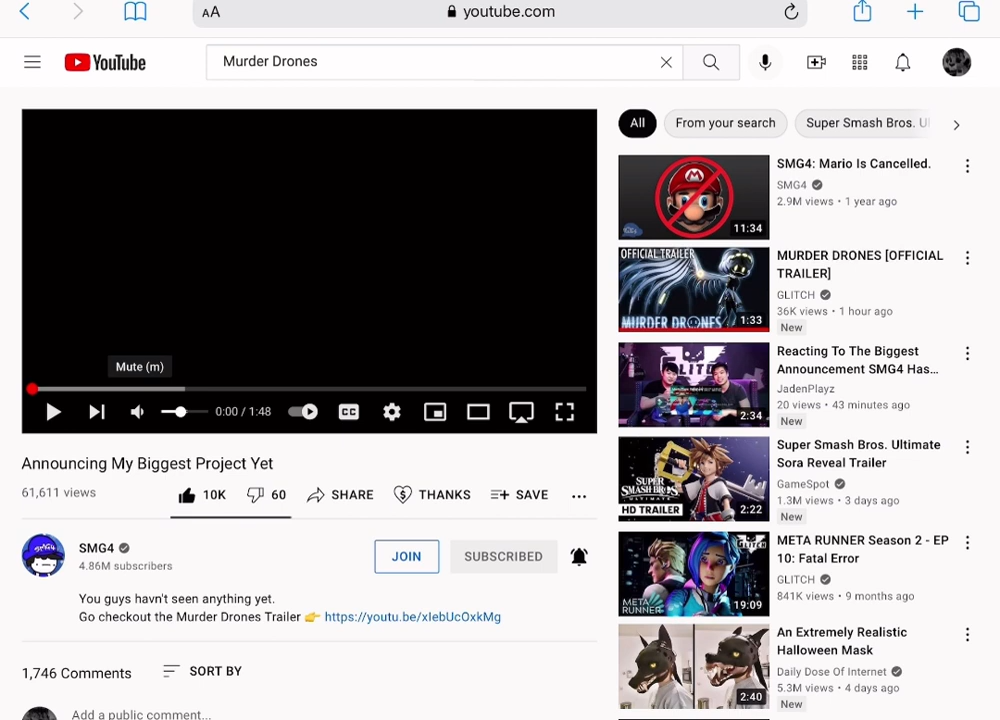 AA
youtube.com
YouTube
Murder Drones
All
From your search
Super Smash Bros. Ul
Mute (m)
0:00 / 1:48
CC
Announcing My Biggest Project Yet
61,611 views
10K
60
SHARE
THANKS
SAVE
SMG4
4.86M subscribers
JOIN
SUBSCRIBED
You guys havn't seen anything yet.
Go checkout the Murder Drones Trailer 👉 https://youtu.be/xIebUcOxkMg
1,746 Comments
SORT BY
Add a public comment...
11:34
SMG4: Mario Is Cancelled.
SMG4
2.9M views • 1 year ago
OFFICIAL TRAILER
MURDER DRONES
1:33
MURDER DRONES [OFFICIAL
TRAILER]
GLITCH
36K views • 1 hour ago
New
2:34
Reacting To The Biggest
Announcement SMG4 Has...
JadenPlayz
20 views • 43 minutes ago
New
SUPER
SMASH BROS.
ULTIMATE
HD TRAILER
2:22
Super Smash Bros. Ultimate
Sora Reveal Trailer
GameSpot
1.3M views • 3 days ago
New
GLITCH
META
RUNNER
19:09
META RUNNER Season 2 - EP
10: Fatal Error
GLITCH
841K views • 9 months ago
2:40
An Extremely Realistic
Halloween Mask
Daily Dose Of Internet
5.3M views • 4 days ago
New